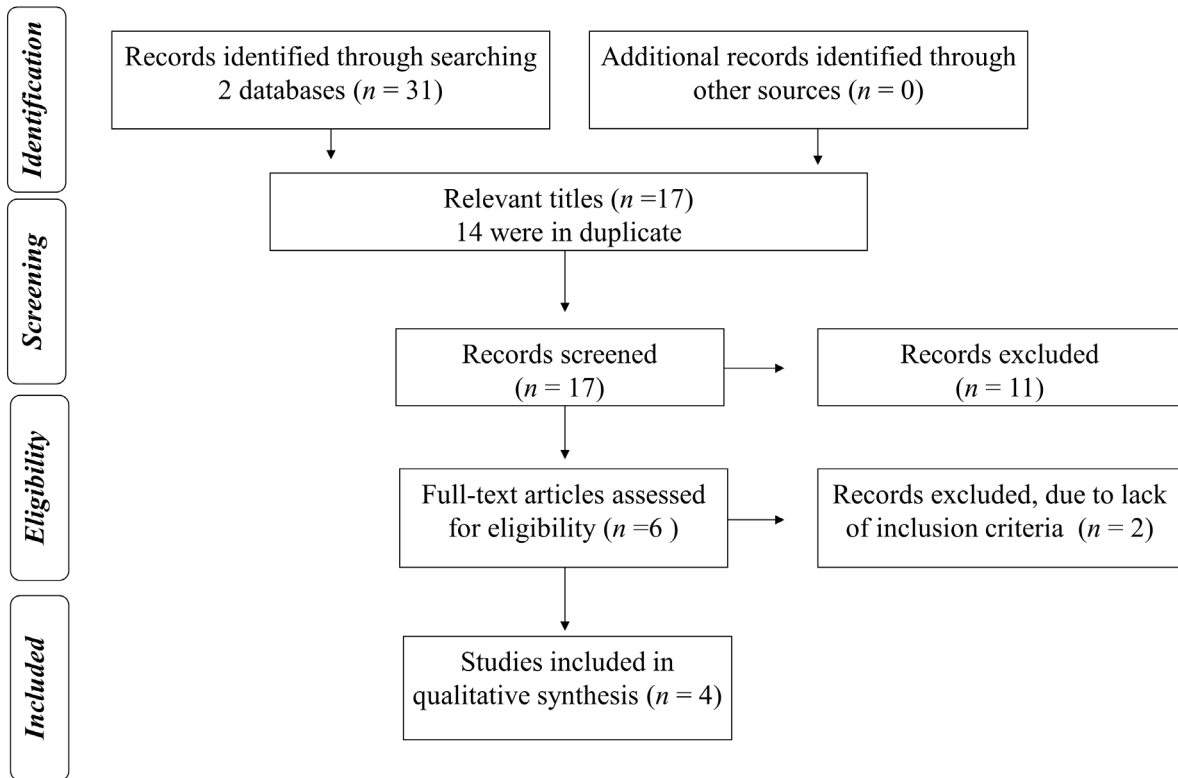 Identification
Records identified through searching
2 databases (n = 31)
Additional records identified through
other sources (n = 0)
Relevant titles (n =17)
14 were in duplicate
Screening
Records screened
(n = 17)
Records excluded
(n = 11)
Eligibility
Full-text articles assessed
for eligibility (n =6 )
Records excluded, due to lack
of inclusion criteria (n = 2)
Included
Studies included in
qualitative synthesis (n = 4)